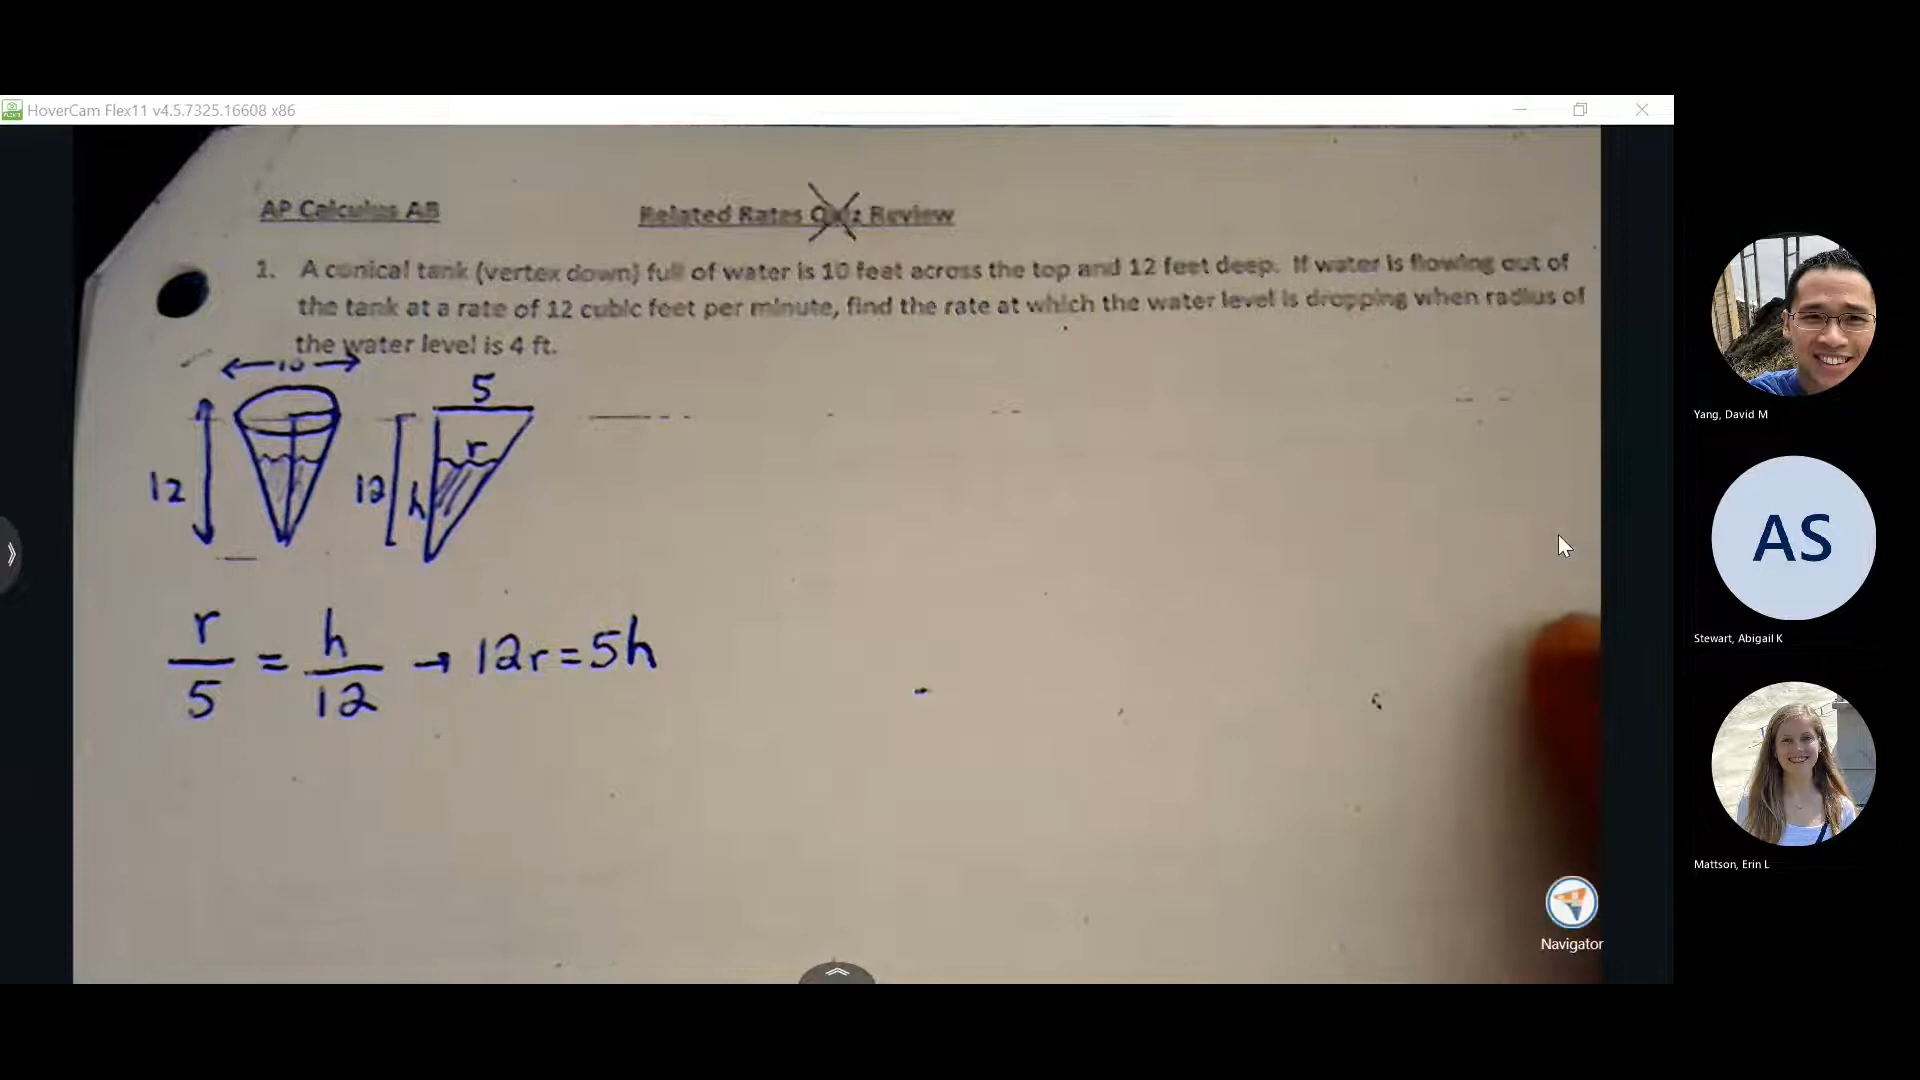 HoverCam Flex11 v4.5.7325.16608 x86
AP Calculus AB
Related Rates Quiz Review
1. A conical tank (vertex down) full of water is 10 feet across the top and 12 feet deep. If water is flowing out of
the tank at a rate of 12 cubic feet per minute, find the rate at which the water level is dropping when radius of
the water level is 4 ft.
10
5
r
12
12
h
r/5 = h/12 → 12r=5h
Yang, David M
AS
Stewart, Abigail K
Mattson, Erin L
Navigator